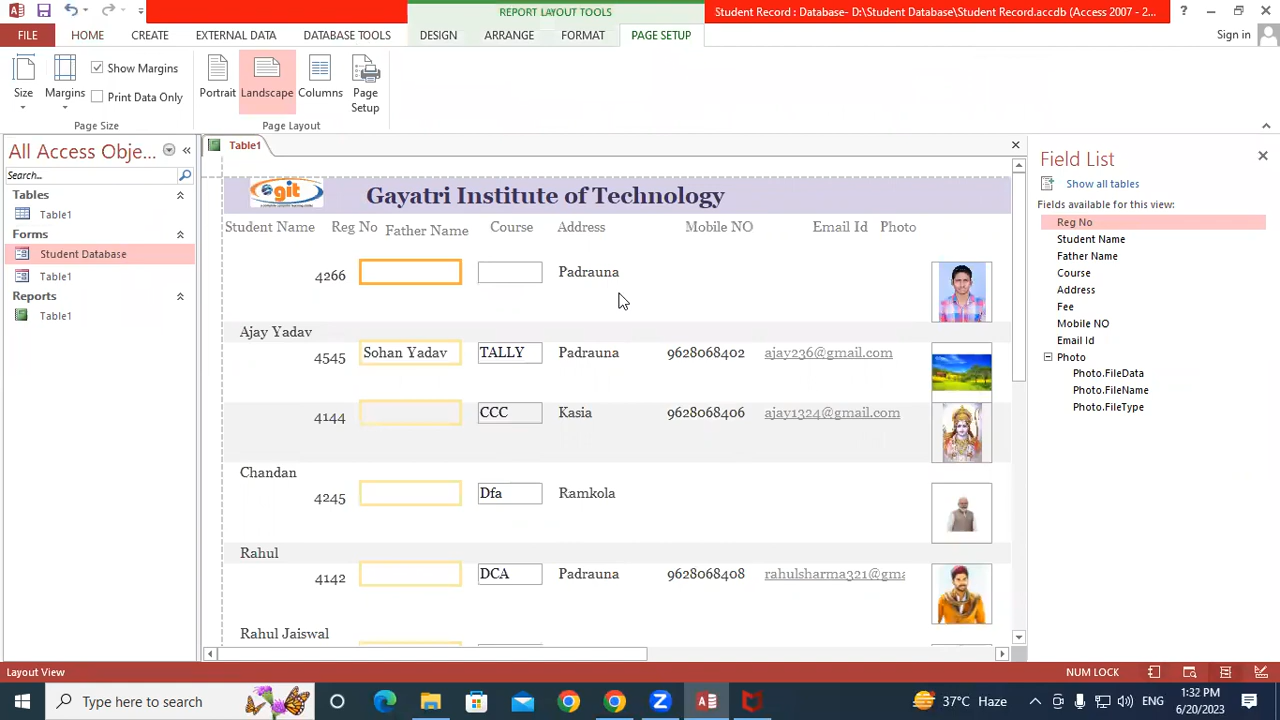 REPORT LAYOUT TOOLS
Student Record : Database- D:\Student Database\Student Record.accdb (Access 2007 - 2...
?
FILE HOME CREATE EXTERNAL DATA DATABASE TOOLS DESIGN ARRANGE FORMAT PAGE SETUP Sign in
Size Margins Show Margins Print Data Only Portrait Landscape Columns Page Setup
Page Size Page Layout
All Access Obje...
Search...
Tables
Table1
Forms
Student Database
Table1
Reports
Table1
Table1
git
Gayatri Institute of Technology
Student Name Reg No Father Name Course Address Mobile NO Email Id Photo
4266 Padrauna
Ajay Yadav
4545 Sohan Yadav TALLY Padrauna 9628068402 ajay236@gmail.com
4144 CCC Kasia 9628068406 ajay1324@gmail.com
Chandan
4245 Dfa Ramkola
Rahul
4142 DCA Padrauna 9628068408 rahulsharma321@gma
Rahul Jaiswal
Field List
Show all tables
Fields available for this view:
Reg No
Student Name
Father Name
Course
Address
Fee
Mobile NO
Email Id
Photo
Photo.FileData
Photo.FileName
Photo.FileType
Layout View NUM LOCK
Type here to search 37°C Haze ENG 1:32 PM
6/20/2023